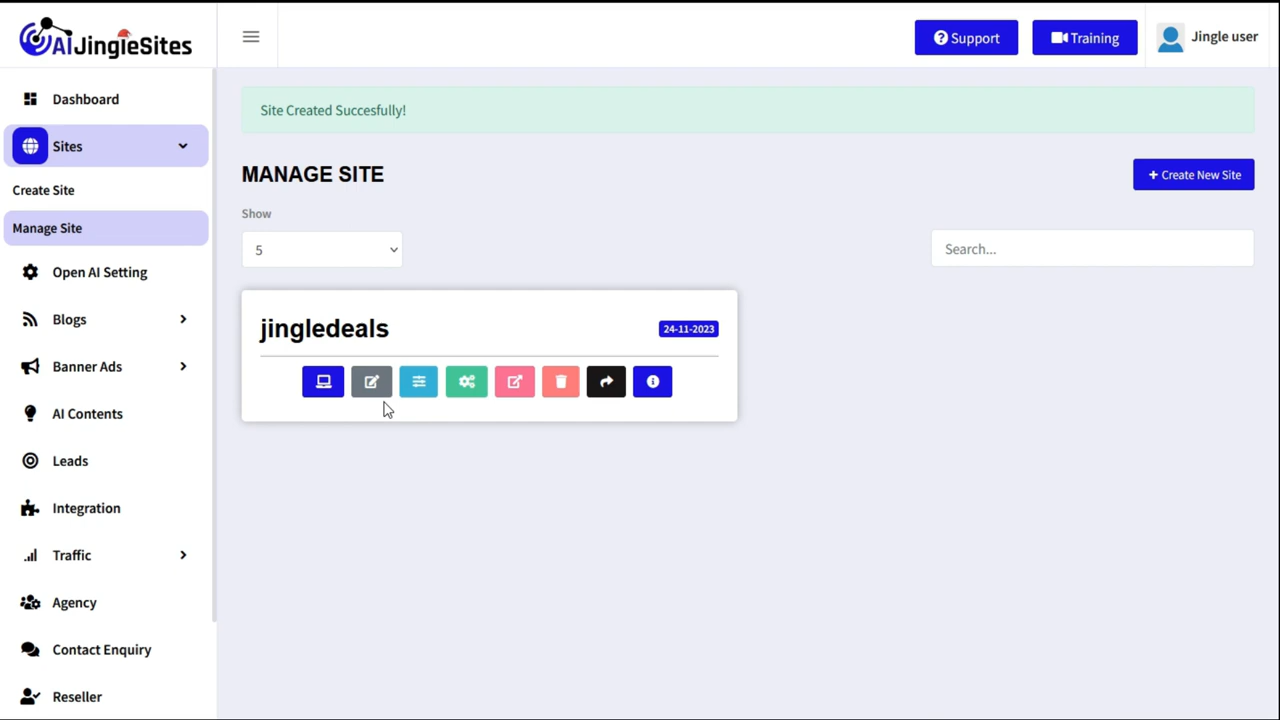 AIJingleSites
Support
Training
Jingle user
Dashboard
Sites
Create Site
Manage Site
Open AI Setting
Blogs
Banner Ads
AI Contents
Leads
Integration
Traffic
Agency
Contact Enquiry
Reseller
Site Created Succesfully!
MANAGE SITE
+ Create New Site
Show
5
Search...
jingledeals
24-11-2023